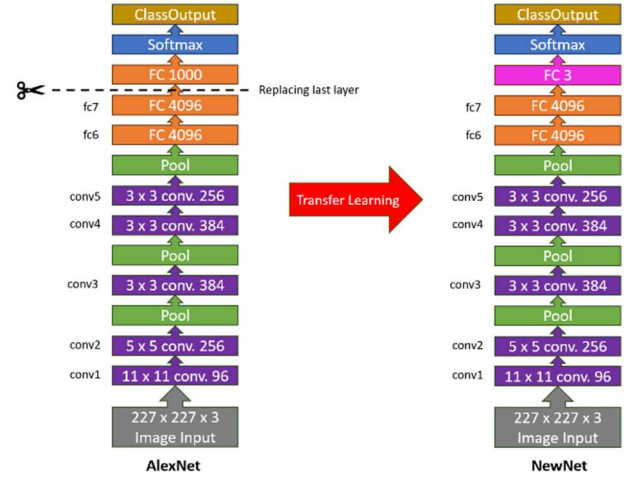 ClassOutput
Softmax
FC 1000
Replacing last layer
fc7
FC 4096
fc6
FC 4096
Pool
conv5
3 x 3 conv. 256
conv4
3 x 3 conv. 384
Pool
conv3
3 x 3 conv. 384
Pool
conv2
5 x 5 conv. 256
conv1
11 x 11 conv. 96
227 x 227 x 3
Image Input
AlexNet
Transfer Learning
ClassOutput
Softmax
FC 3
fc7
FC 4096
fc6
FC 4096
Pool
conv5
3 x 3 conv. 256
conv4
3 x 3 conv. 384
Pool
conv3
3 x 3 conv. 384
Pool
conv2
5 x 5 conv. 256
conv1
11 x 11 conv. 96
227 x 227 x 3
Image Input
NewNet